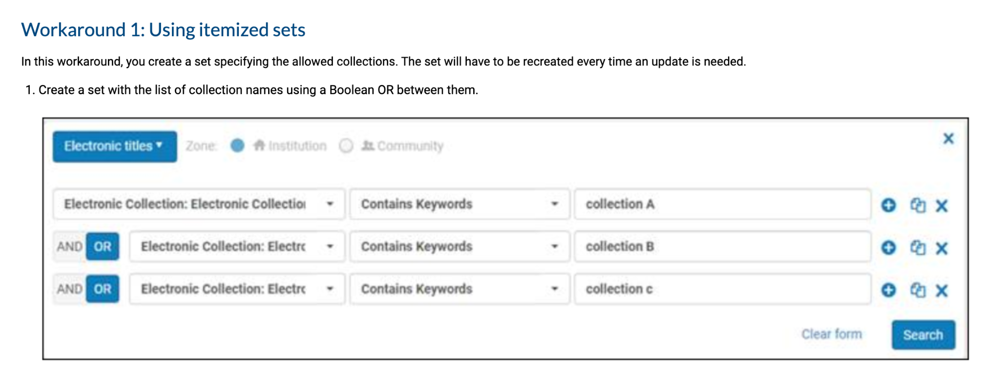 Workaround 1: Using itemized sets
In this workaround, you create a set specifying the allowed collections. The set will have to be recreated every time an update is needed.
1. Create a set with the list of collection names using a Boolean OR between them.
Electronic titles Zone: Institution Community
Electronic Collection: Electronic Collection Contains Keywords collection A
AND OR Electronic Collection: Electrc Contains Keywords collection B
AND OR Electronic Collection: Electrc Contains Keywords collection c
Clear form Search